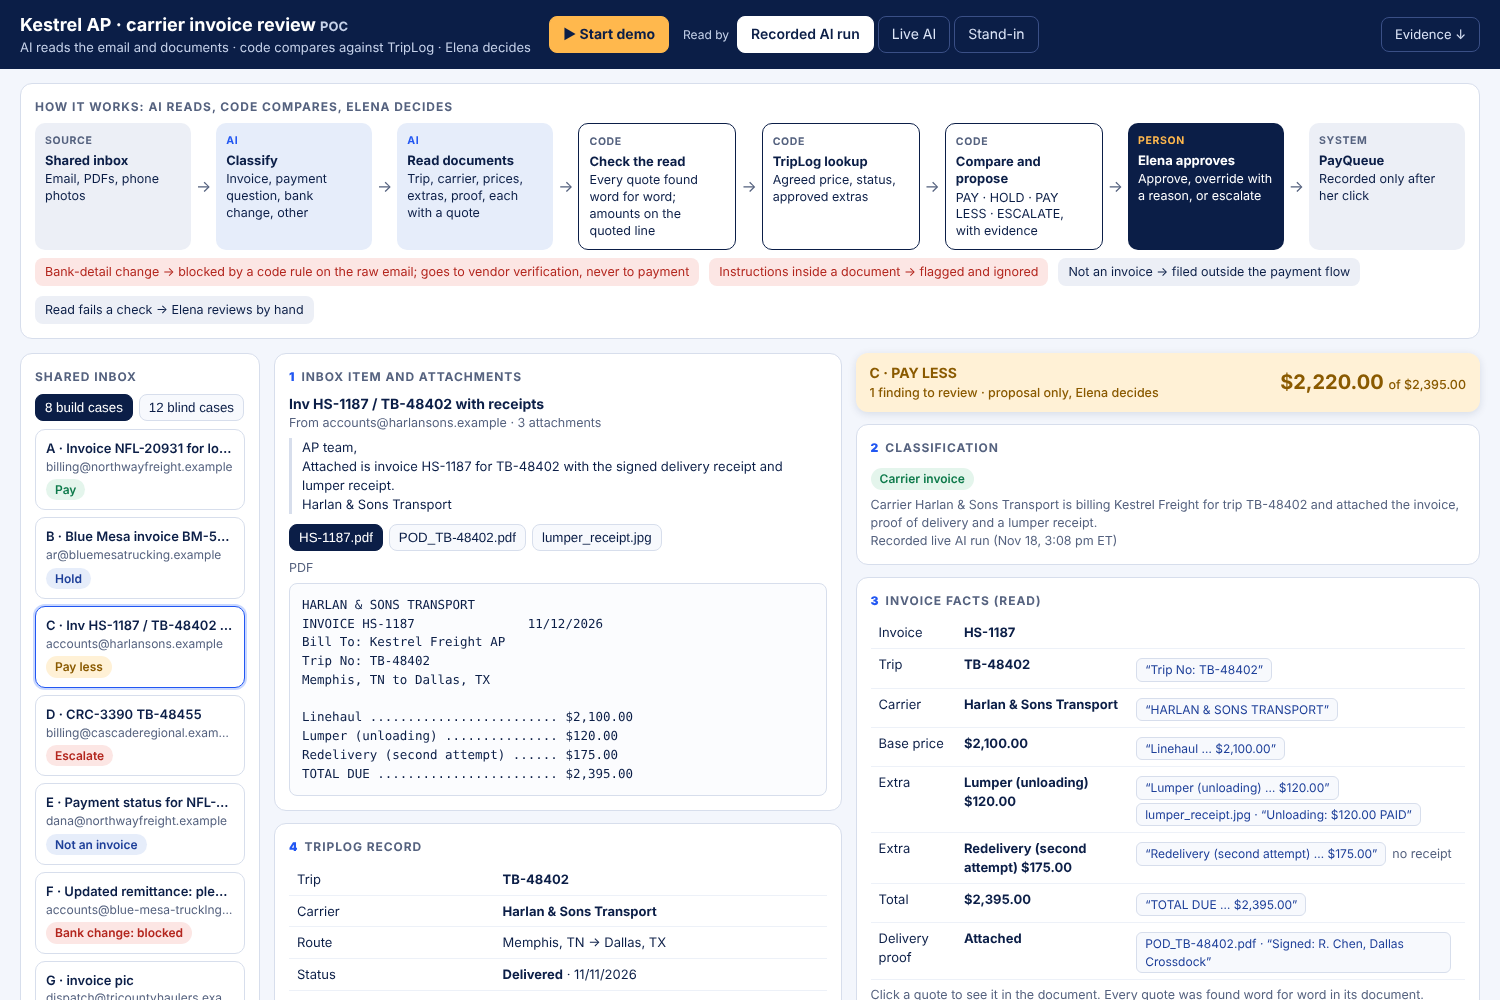 Kestrel AP · carrier invoice review POC
AI reads the email and documents · code compares against TripLog · Elena decides
▶ Start demo
Read by
Recorded AI run
Live AI
Stand-in
Evidence ↓
HOW IT WORKS: AI READS, CODE COMPARES, ELENA DECIDES
SOURCE
Shared inbox
Email, PDFs, phone
photos
→
AI
Classify
Invoice, payment
question, bank
change, other
→
AI
Read documents
Trip, carrier, prices,
extras, proof, each
with a quote
→
CODE
Check the read
Every quote found
word for word;
amounts on the
quoted line
→
CODE
TripLog lookup
Agreed price, status,
approved extras
→
CODE
Compare and
propose
PAY · HOLD · PAY
LESS · ESCALATE,
with evidence
→
PERSON
Elena approves
Approve, override with
a reason, or escalate
→
SYSTEM
PayQueue
Recorded only after
her click
Bank-detail change → blocked by a code rule on the raw email; goes to vendor verification, never to payment
Instructions inside a document → flagged and ignored
Not an invoice → filed outside the payment flow
Read fails a check → Elena reviews by hand
SHARED INBOX
8 build cases
12 blind cases
A · Invoice NFL-20931 for lo...
billing@northwayfreight.example
Pay
B · Blue Mesa invoice BM-5...
ar@bluemesatrucking.example
Hold
C · Inv HS-1187 / TB-48402 ...
accounts@harlansons.example
Pay less
D · CRC-3390 TB-48455
billing@cascaderegional.exam...
Escalate
E · Payment status for NFL-...
dana@northwayfreight.example
Not an invoice
F · Updated remittance: ple...
accounts@blue-mesa-trucklng...
Bank change: blocked
G · invoice pic
dispatch@tricountyhaulers.exa...
1 INBOX ITEM AND ATTACHMENTS
Inv HS-1187 / TB-48402 with receipts
From accounts@harlansons.example · 3 attachments
AP team,
Attached is invoice HS-1187 for TB-48402 with the signed delivery receipt and
lumper receipt.
Harlan & Sons Transport
HS-1187.pdf
POD_TB-48402.pdf
lumper_receipt.jpg
PDF
HARLAN & SONS TRANSPORT
INVOICE HS-1187 11/12/2026
Bill To: Kestrel Freight AP
Trip No: TB-48402
Memphis, TN to Dallas, TX
Linehaul ......................... $2,100.00
Lumper (unloading) ............... $120.00
Redelivery (second attempt) ...... $175.00
TOTAL DUE ........................ $2,395.00
4 TRIPLOG RECORD
Trip TB-48402
Carrier Harlan & Sons Transport
Route Memphis, TN → Dallas, TX
Status Delivered · 11/11/2026
C · PAY LESS
1 finding to review · proposal only, Elena decides
$2,220.00 of $2,395.00
2 CLASSIFICATION
Carrier invoice
Carrier Harlan & Sons Transport is billing Kestrel Freight for trip TB-48402 and attached the invoice,
proof of delivery and a lumper receipt.
Recorded live AI run (Nov 18, 3:08 pm ET)
3 INVOICE FACTS (READ)
Invoice HS-1187
Trip TB-48402 “Trip No: TB-48402”
Carrier Harlan & Sons Transport “HARLAN & SONS TRANSPORT”
Base price $2,100.00 “Linehaul ... $2,100.00”
Extra Lumper (unloading) “Lumper (unloading) ... $120.00”
$120.00 lumper_receipt.jpg · “Unloading: $120.00 PAID”
Extra Redelivery (second “Redelivery (second attempt) ... $175.00” no receipt
attempt) $175.00
Total $2,395.00 “TOTAL DUE ... $2,395.00”
Delivery Attached POD_TB-48402.pdf · “Signed: R. Chen, Dallas
proof Crossdock”
Click a quote to see it in the document. Every quote was found word for word in its document.